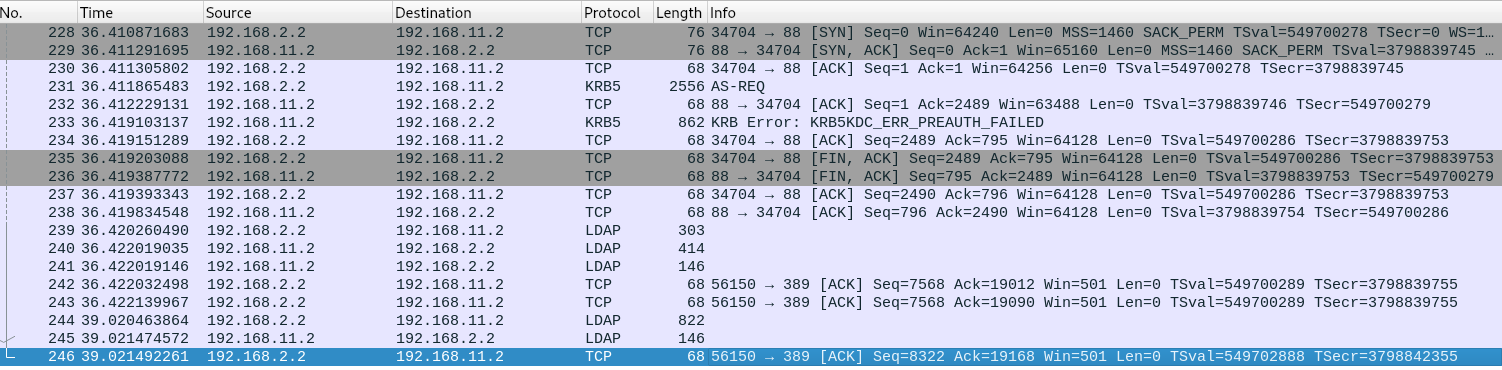 No. Time Source Destination Protocol Length Info
228 36.410871683 192.168.2.2 192.168.11.2 TCP 76 34704 → 88 [SYN] Seq=0 Win=64240 Len=0 MSS=1460 SACK_PERM TSval=549700278 TSecr=0 WS=1…
229 36.411291695 192.168.11.2 192.168.2.2 TCP 76 88 → 34704 [SYN, ACK] Seq=0 Ack=1 Win=65160 Len=0 MSS=1460 SACK_PERM TSval=3798839745 …
230 36.411305802 192.168.2.2 192.168.11.2 TCP 68 34704 → 88 [ACK] Seq=1 Ack=1 Win=64256 Len=0 TSval=549700278 TSecr=3798839745
231 36.411865483 192.168.2.2 192.168.11.2 KRB5 2556 AS-REQ
232 36.412229131 192.168.11.2 192.168.2.2 TCP 68 88 → 34704 [ACK] Seq=1 Ack=2489 Win=63488 Len=0 TSval=3798839746 TSecr=549700279
233 36.419103137 192.168.11.2 192.168.2.2 KRB5 862 KRB Error: KRB5KDC_ERR_PREAUTH_FAILED
234 36.419151289 192.168.2.2 192.168.11.2 TCP 68 34704 → 88 [ACK] Seq=2489 Ack=795 Win=64128 Len=0 TSval=549700286 TSecr=3798839753
235 36.419203088 192.168.2.2 192.168.11.2 TCP 68 34704 → 88 [FIN, ACK] Seq=2489 Ack=795 Win=64128 Len=0 TSval=549700286 TSecr=3798839753
236 36.419387772 192.168.11.2 192.168.2.2 TCP 68 88 → 34704 [FIN, ACK] Seq=795 Ack=2489 Win=64128 Len=0 TSval=3798839753 TSecr=549700279
237 36.419393343 192.168.2.2 192.168.11.2 TCP 68 34704 → 88 [ACK] Seq=2490 Ack=796 Win=64128 Len=0 TSval=549700286 TSecr=3798839753
238 36.419834548 192.168.11.2 192.168.2.2 TCP 68 88 → 34704 [ACK] Seq=796 Ack=2490 Win=64128 Len=0 TSval=3798839754 TSecr=549700286
239 36.420260490 192.168.2.2 192.168.11.2 LDAP 303
240 36.422019035 192.168.11.2 192.168.2.2 LDAP 414
241 36.422019146 192.168.11.2 192.168.2.2 LDAP 146
242 36.422032498 192.168.2.2 192.168.11.2 TCP 68 56150 → 389 [ACK] Seq=7568 Ack=19012 Win=501 Len=0 TSval=549700289 TSecr=3798839755
243 36.422139967 192.168.2.2 192.168.11.2 TCP 68 56150 → 389 [ACK] Seq=7568 Ack=19090 Win=501 Len=0 TSval=549700289 TSecr=3798839755
244 39.020463864 192.168.2.2 192.168.11.2 LDAP 822
245 39.021474572 192.168.11.2 192.168.2.2 LDAP 146
246 39.021492261 192.168.2.2 192.168.11.2 TCP 68 56150 → 389 [ACK] Seq=8322 Ack=19168 Win=501 Len=0 TSval=549702888 TSecr=3798842355